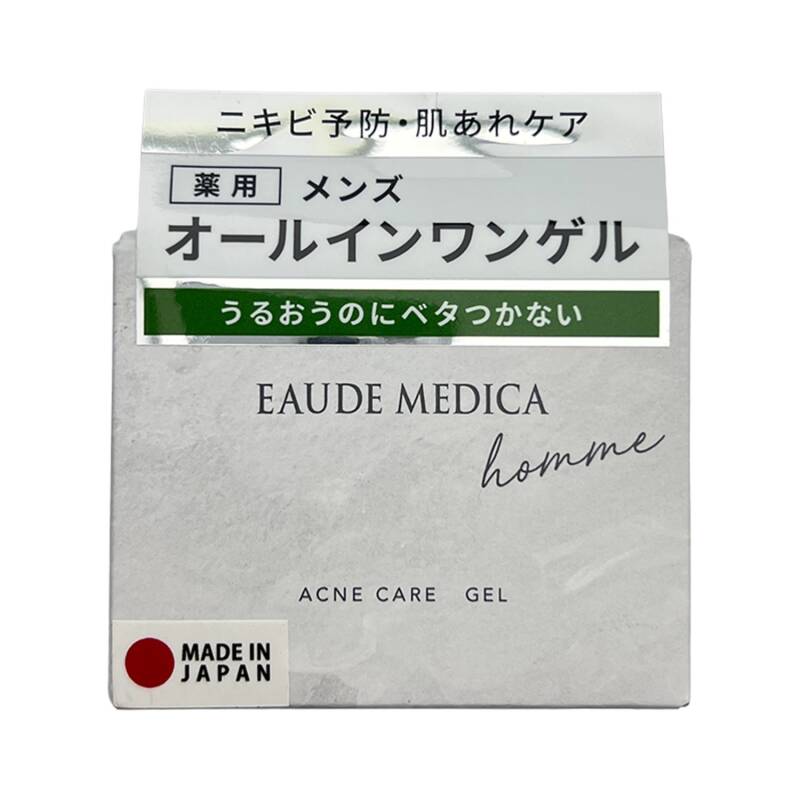 ニキビ予防・肌あれケア
薬用 メンズ
オールインワンゲル
うるおうのにベタつかない
EAUDE MEDICA
homme
ACNE CARE GEL
MADE IN
JAPAN